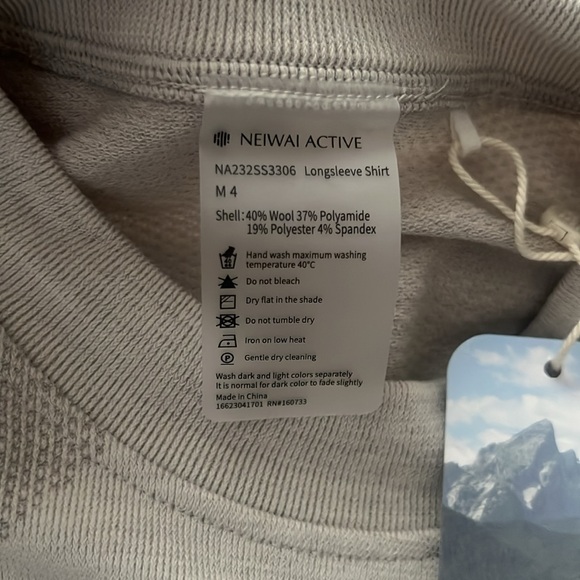 NEIWAI ACTIVE
NA232SS3306 Longsleeve Shirt
M 4
Shell:40% Wool 37% Polyamide
19% Polyester 4% Spandex
Hand wash maximum washing
temperature 40°C
Do not bleach
Dry flat in the shade
Do not tumble dry
Iron on low heat
P
Gentle dry cleaning
Wash dark and light colors separately
It is normal for dark color to fade slightly
Made in China
16623041701 RN#160733